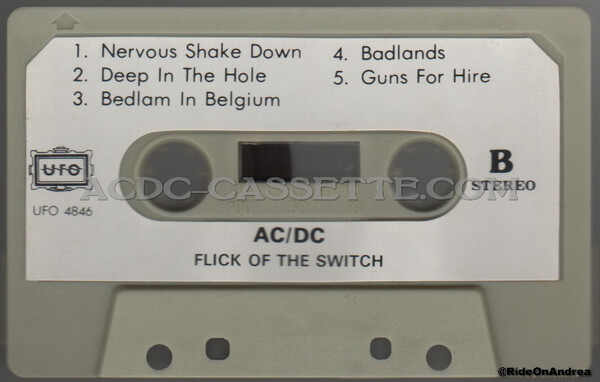 1. Nervous Shake Down
2. Deep In The Hole
3. Bedlam In Belgium
4. Badlands
5. Guns For Hire
UFO
UFO 4846
ACDC-CASSETTE.COM
B
STEREO
AC/DC
FLICK OF THE SWITCH
@RideOnAndrea